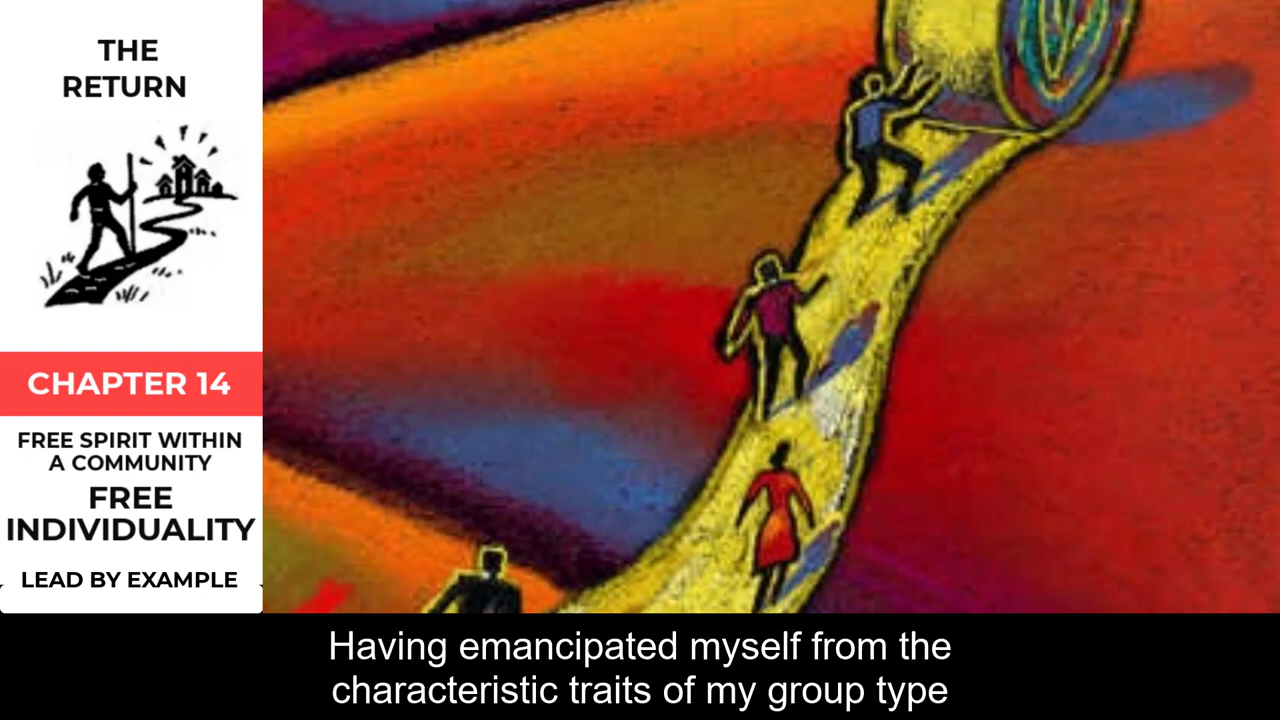 THE
RETURN
CHAPTER 14
FREE SPIRIT WITHIN
A COMMUNITY
FREE
INDIVIDUALITY
LEAD BY EXAMPLE
Having emancipated myself from the
characteristic traits of my group type